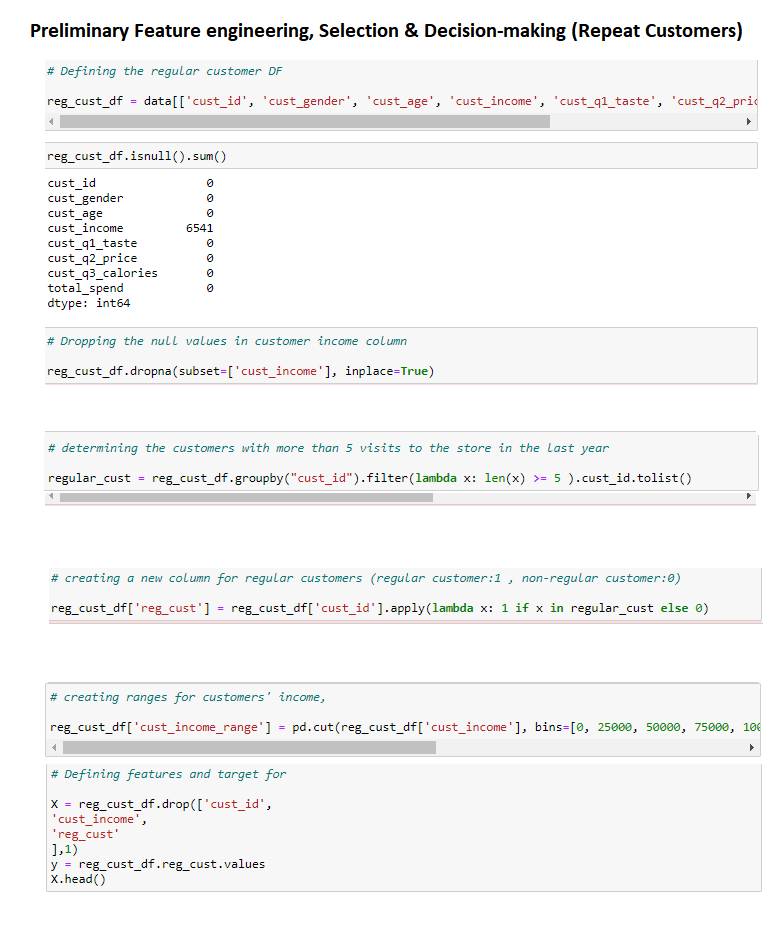 Preliminary Feature engineering, Selection & Decision-making (Repeat Customers)
# Defining the regular customer DF
reg_cust_df = data[['cust_id', 'cust_gender', 'cust_age', 'cust_income', 'cust_q1_taste', 'cust_q2_pric
reg_cust_df.isnull().sum()
cust_id 0
cust_gender 0
cust_age 0
cust_income 6541
cust_q1_taste 0
cust_q2_price 0
cust_q3_calories 0
total_spend 0
dtype: int64
# Dropping the null values in customer income column
reg_cust_df.dropna(subset=['cust_income'], inplace=True)
# determining the customers with more than 5 visits to the store in the last year
regular_cust = reg_cust_df.groupby("cust_id").filter(lambda x: len(x) >= 5 ).cust_id.tolist()
# creating a new column for regular customers (regular customer:1 , non-regular customer:0)
reg_cust_df['reg_cust'] = reg_cust_df['cust_id'].apply(lambda x: 1 if x in regular_cust else 0)
# creating ranges for customers' income,
reg_cust_df['cust_income_range'] = pd.cut(reg_cust_df['cust_income'], bins=[0, 25000, 50000, 75000, 100
# Defining features and target for
X = reg_cust_df.drop(['cust_id',
'cust_income',
'reg_cust'
],1)
y = reg_cust_df.reg_cust.values
X.head()